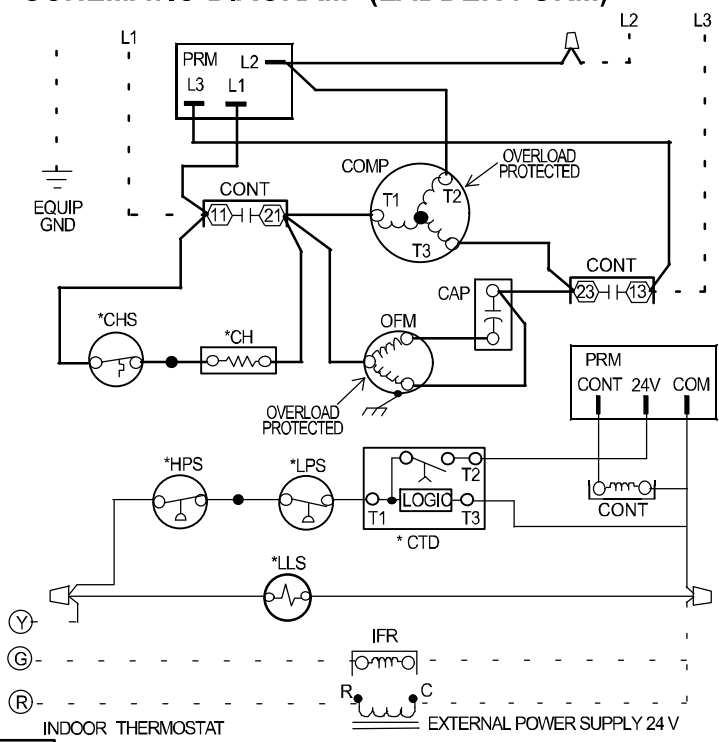 SCHEMATIC DIAGRAM (LADDER FORM)
L1
L2
L3
PRM
L2
L3
L1
EQUIP
GND
COMP
OVERLOAD
PROTECTED
T1
T2
T3
CONT
11
21
CONT
23
13
CAP
*CHS
*CH
OFM
OVERLOAD
PROTECTED
PRM
CONT 24V COM
*HPS
*LPS
T2
T1
LOGIC
T3
* CTD
CONT
*LLS
Y
IFR
G
R
R
C
INDOOR THERMOSTAT
EXTERNAL POWER SUPPLY 24 V